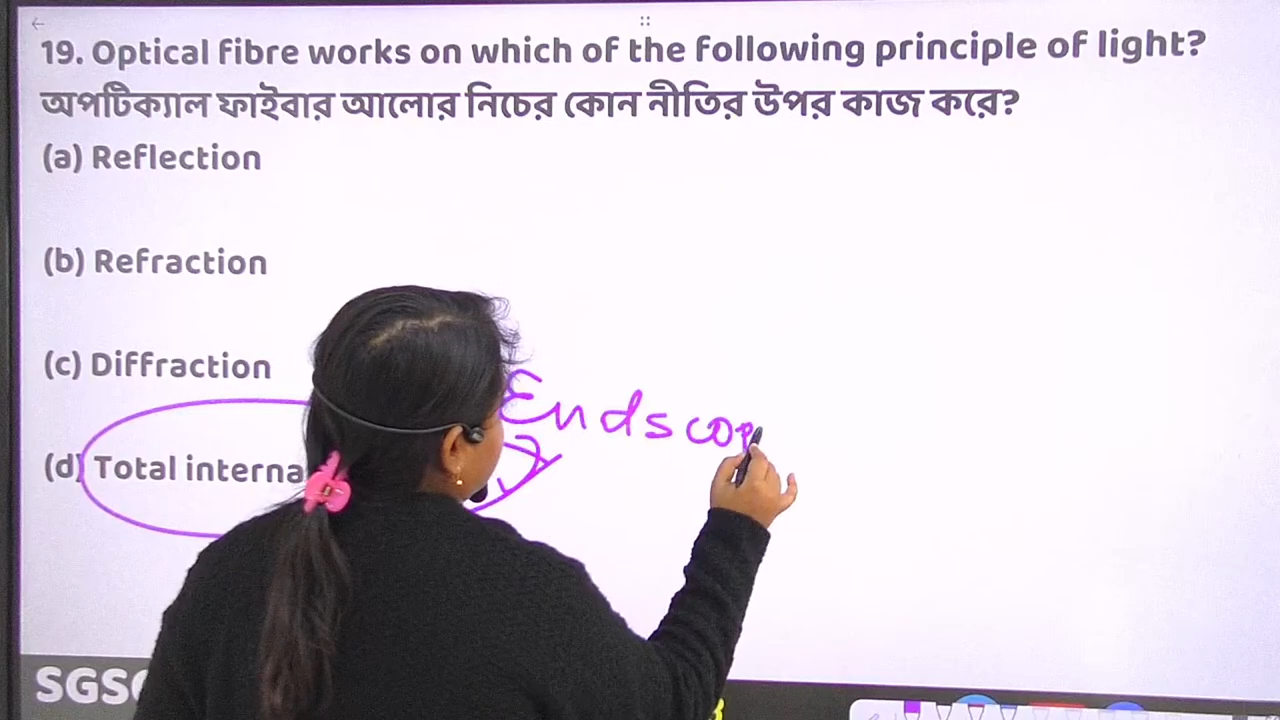 19. Optical fibre works on which of the following principle of light?
অপটিক্যাল ফাইবার আলোর নিচের কোন নীতির উপর কাজ করে?
(a) Reflection
(b) Refraction
(c) Diffraction
Endscop
(d) Total interna